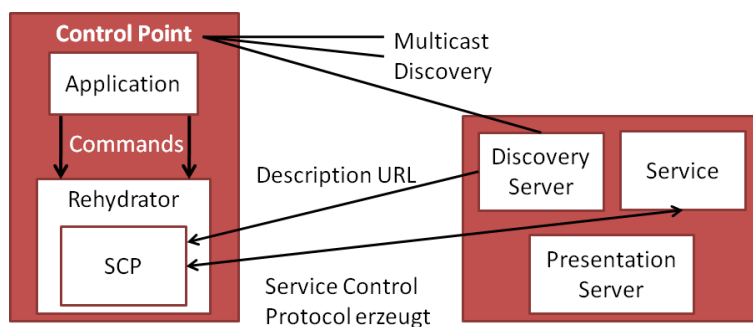 Control Point
Application
Commands
Rehydrator
SCP
Multicast
Discovery
Description URL
Service Control
Protocol erzeugt
Discovery
Server
Service
Presentation
Server